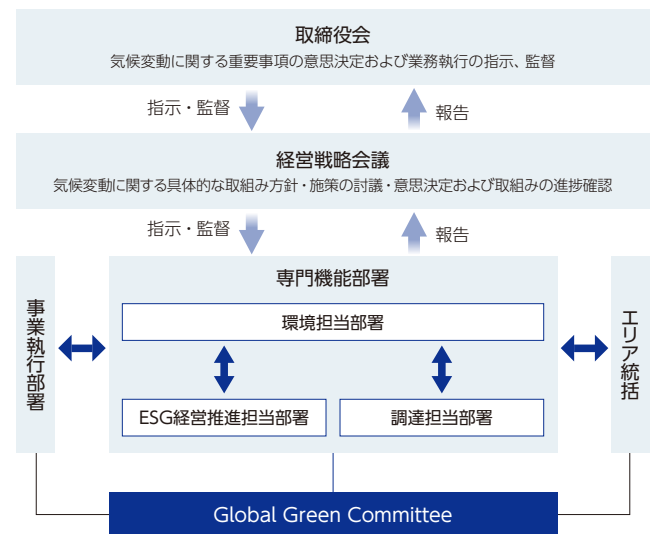 取締役会
気候変動に関する重要事項の意思決定および業務執行の指示、監督
指示・監督
報告
経営戦略会議
気候変動に関する具体的な取組み方針・施策の討議・意思決定および取組みの進捗確認
指示・監督
報告
事業執行部署
専門機能部署
環境担当部署
ESG経営推進担当部署
調達担当部署
エリア統括
Global Green Committee